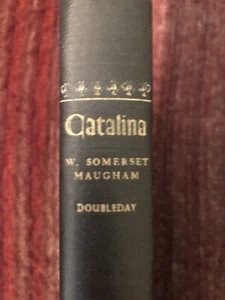 Catalina
W. SOMERSET
MAUGHAM
DOUBLEDAY